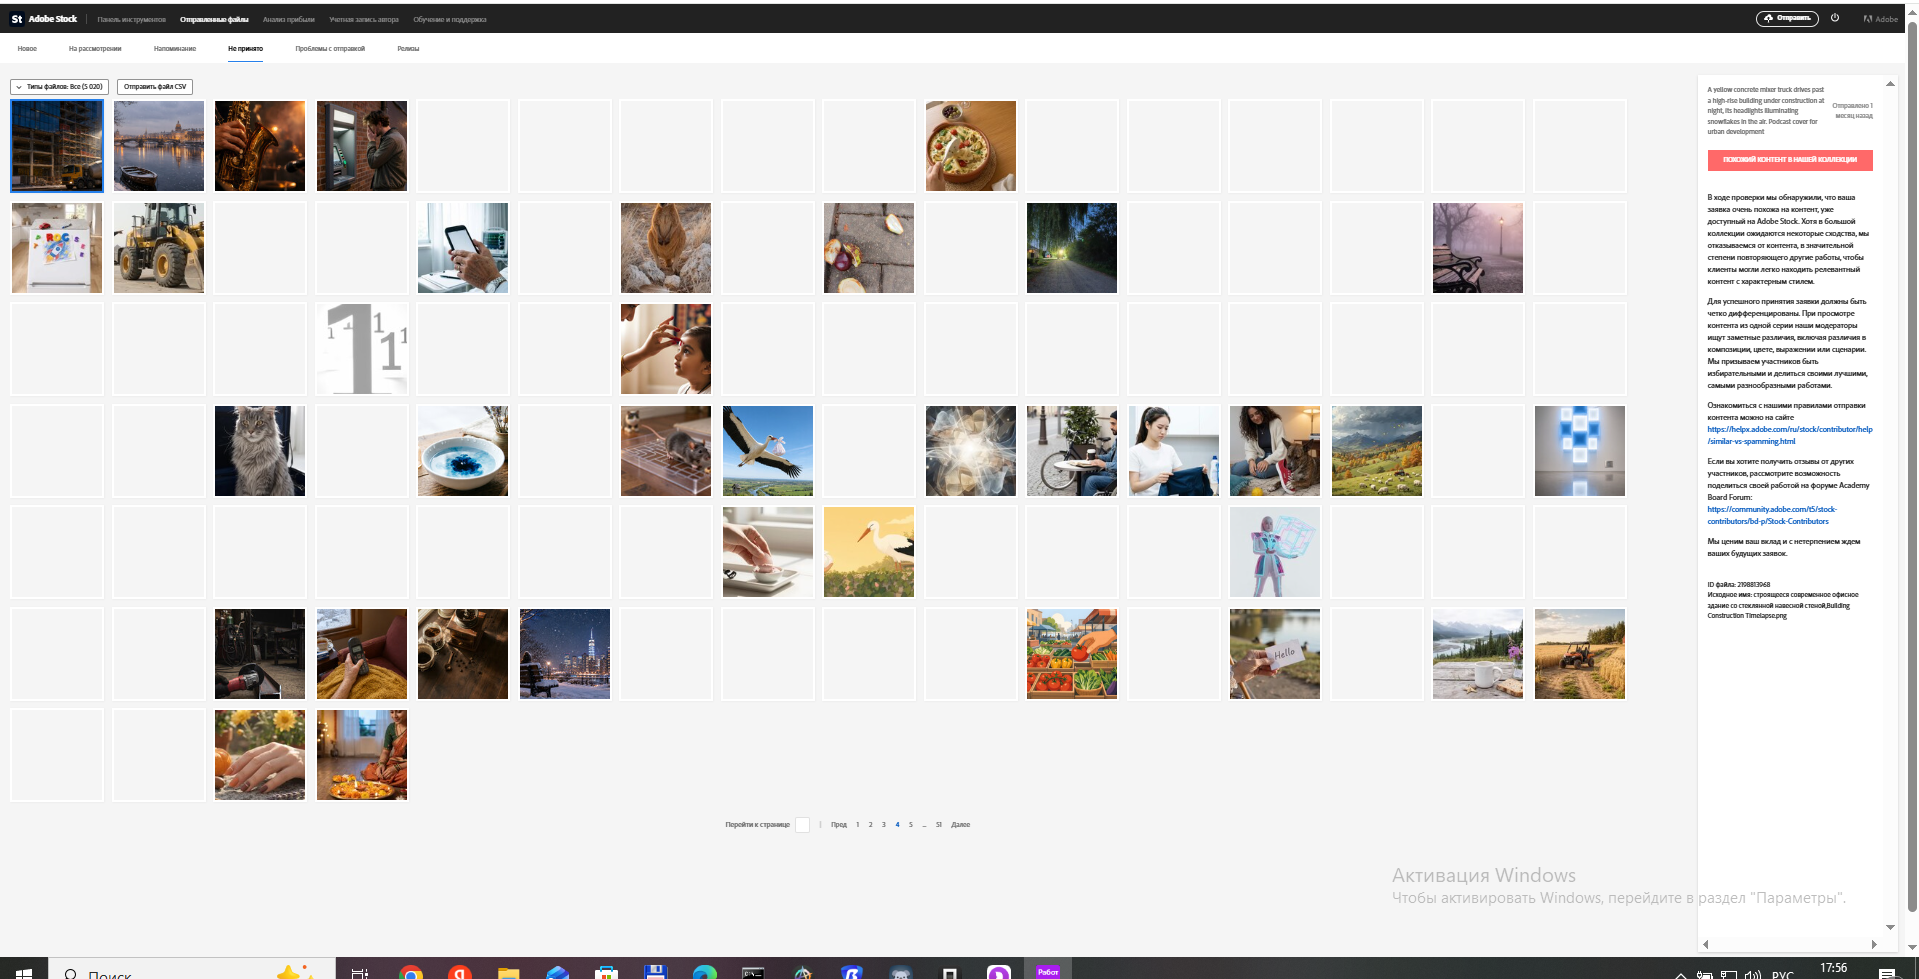 St Adobe Stock
Панель инструментов
Отправленные файлы
Анализ прибыли
Учетная запись автора
Обучение и поддержка
Отправить
Adobe
Новое
На рассмотрении
Напоминание
Не принято
Проблемы с отправкой
Релизы
Типы файлов: Все (5 020)
Отправить файл CSV
Hello
Перейти к странице
Пред 1 2 3 4 5 ... 51 Далее
A yellow concrete mixer truck drives past
a high-rise building under construction at
night, its headlights illuminating
snowflakes in the air. Podcast cover for
urban development
Отправлено 1
месяц назад
ПОХОЖИЙ КОНТЕНТ В НАШЕЙ КОЛЛЕКЦИИ
В ходе проверки мы обнаружили, что ваша
заявка очень похожа на контент, уже
доступный на Adobe Stock. Хотя в большой
коллекции ожидаются некоторые сходства, мы
отказываемся от контента, в значительной
степени повторяющего другие работы, чтобы
клиенты могли легко находить релевантный
контент с характерным стилем.
Для успешного принятия заявки должны быть
четко дифференцированы. При просмотре
контента из одной серии наши модераторы
ищут заметные различия, включая различия в
композиции, цвете, выражении или сценарии.
Мы призываем участников быть
избирательными и делиться своими лучшими,
самыми разнообразными работами.
Ознакомиться с нашими правилами отправки
контента можно на сайте
https://helpx.adobe.com/ru/stock/contributor/help
/similar-vs-spamming.html
Если вы хотите получить отзывы от других
участников, рассмотрите возможность
поделиться своей работой на форуме Academy
Board Forum:
https://community.adobe.com/t5/stock-
contributors/bd-p/Stock-Contributors
Мы ценим ваш вклад и с нетерпением ждем
ваших будущих заявок.
ID файла: 2198813968
Исходное имя: строящееся современное офисное
здание со стеклянной навесной стеной,Building
Construction Timelapse.png
Активация Windows
Чтобы активировать Windows, перейдите в раздел "Параметры".
Поиск
Работ
РУС
17:56